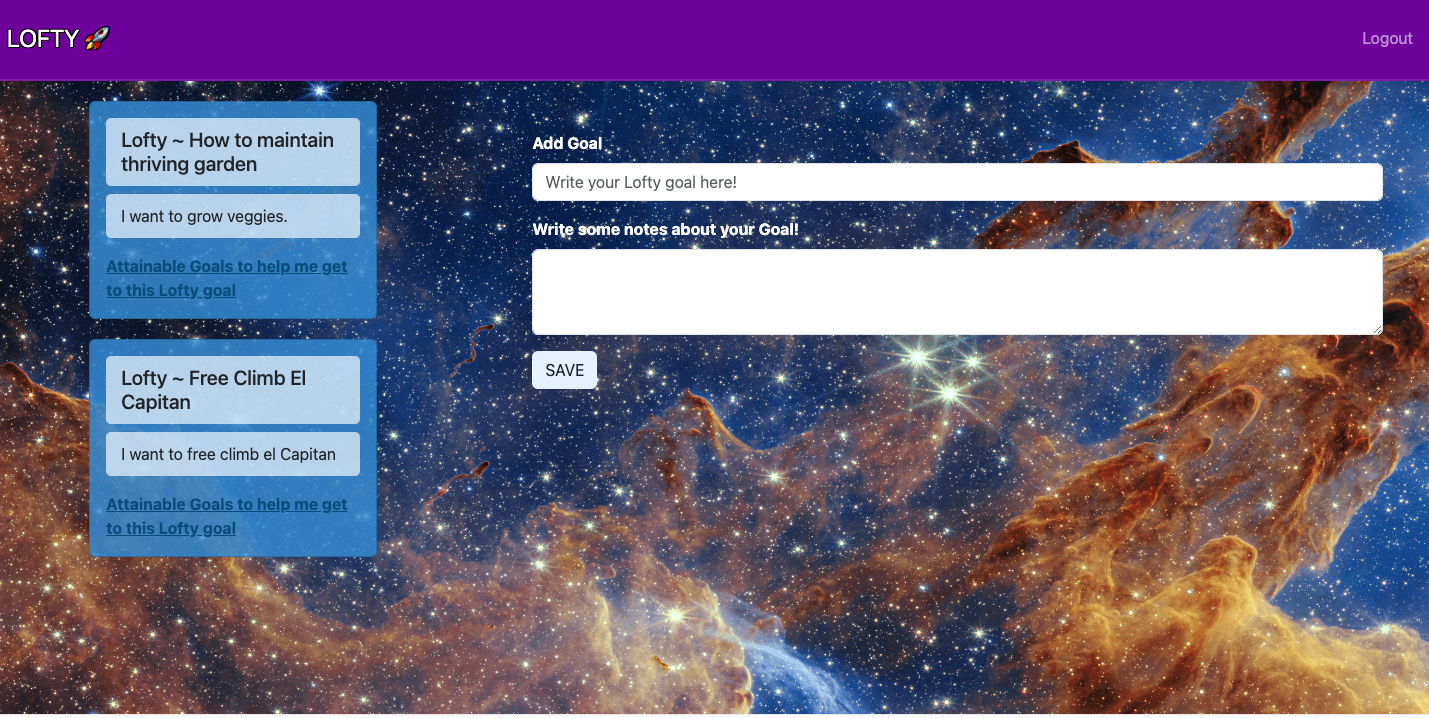 LOFTY 🚀
Logout
Lofty ~ How to maintain
thriving garden
I want to grow veggies.
Attainable Goals to help me get
to this Lofty goal
Lofty ~ Free Climb El
Capitan
I want to free climb el Capitan
Attainable Goals to help me get
to this Lofty goal
Add Goal
Write your Lofty goal here!
Write some notes about your Goal!
SAVE